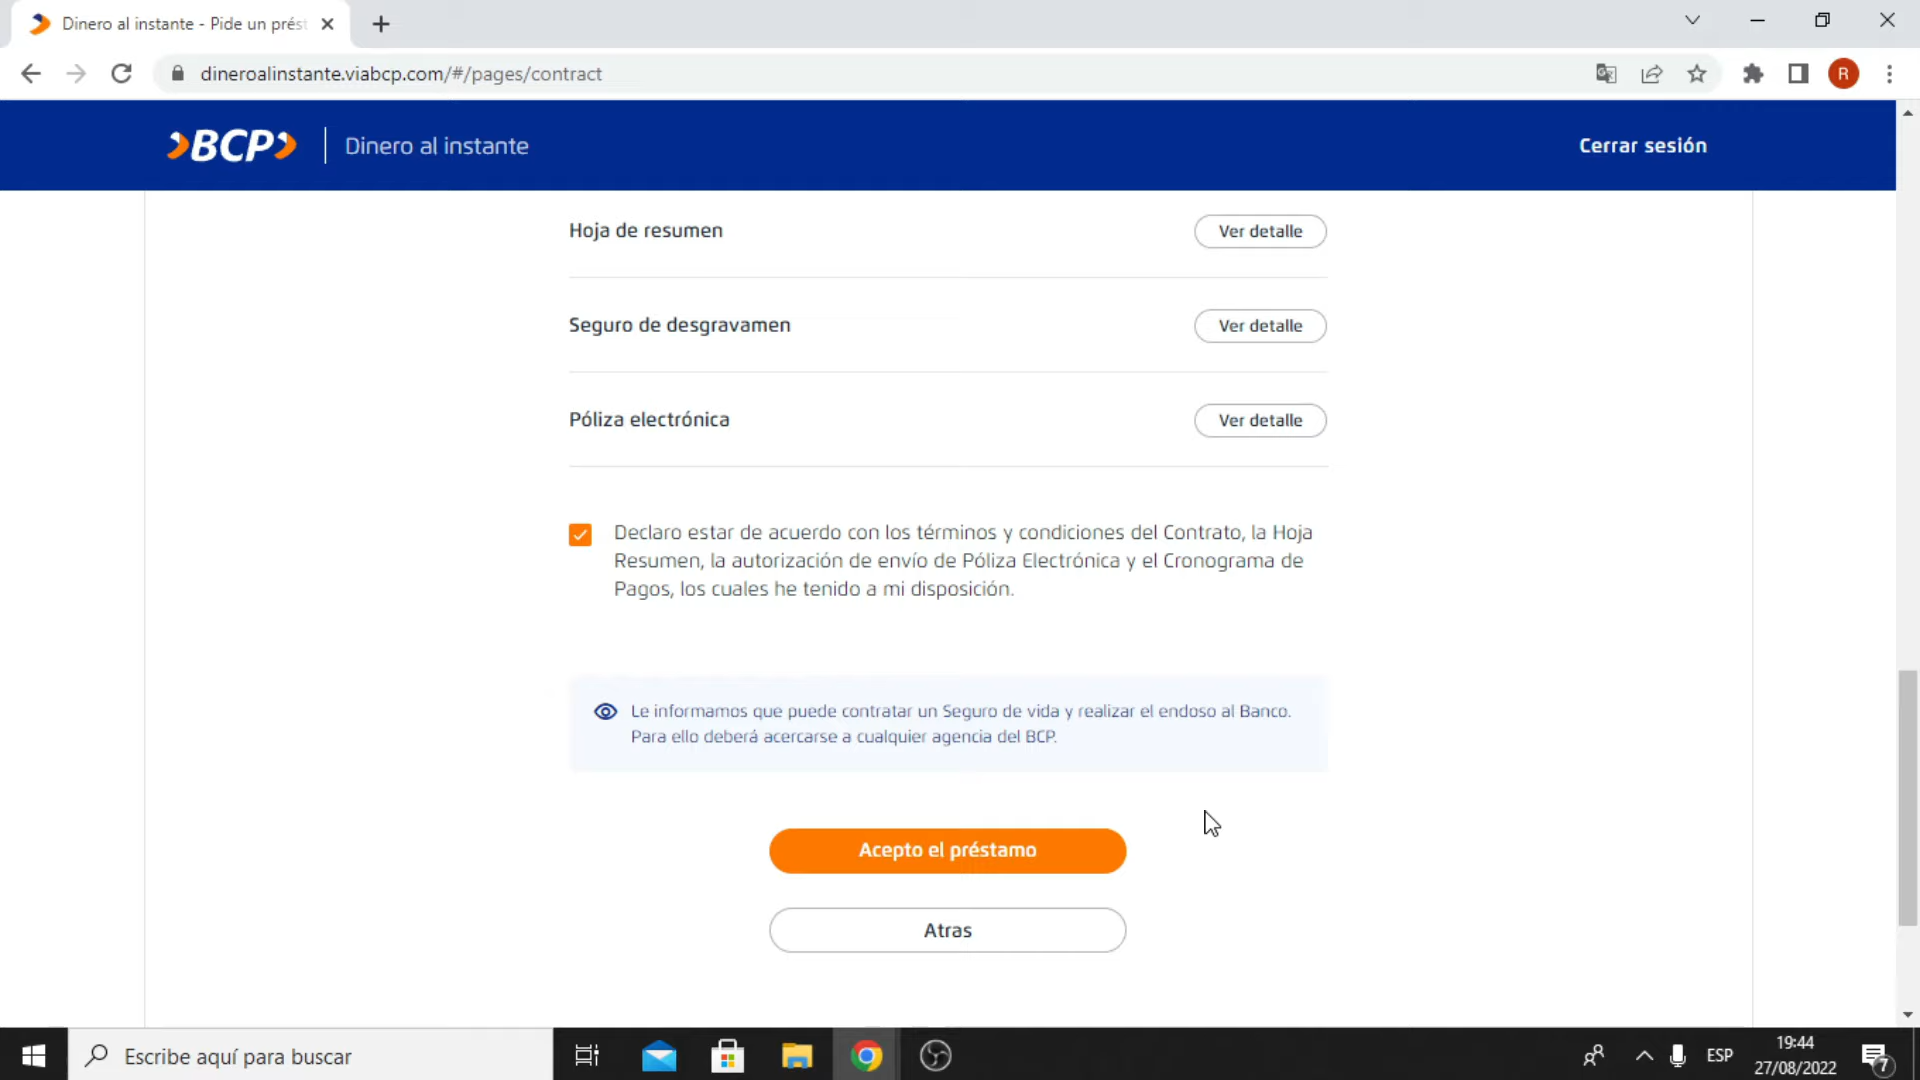 Dinero al instante - Pide un prést
dineroalinstante.viabcp.com/#/pages/contract
R
BCP
Dinero al instante
Cerrar sesión
Hoja de resumen
Ver detalle
Seguro de desgravamen
Ver detalle
Póliza electrónica
Ver detalle
Declaro estar de acuerdo con los términos y condiciones del Contrato, la Hoja
Resumen, la autorización de envío de Póliza Electrónica y el Cronograma de
Pagos, los cuales he tenido a mi disposición.
Le informamos que puede contratar un Seguro de vida y realizar el endoso al Banco.
Para ello deberá acercarse a cualquier agencia del BCP.
Acepto el préstamo
Atras
Escribe aquí para buscar
ESP
19:44
27/08/2022
7